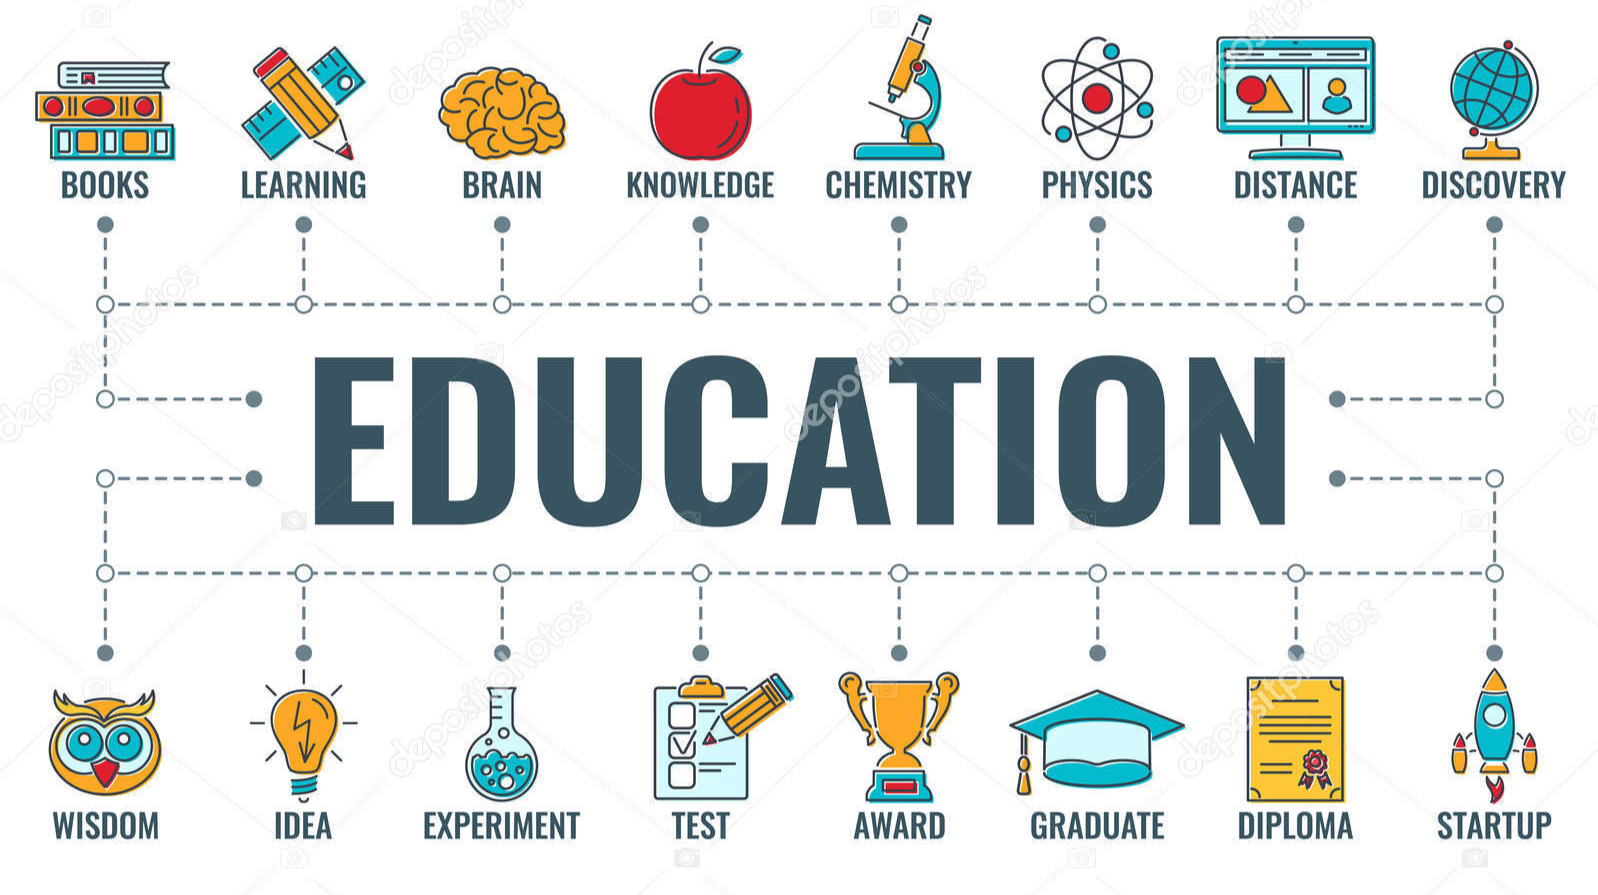 BOOKS LEARNING BRAIN KNOWLEDGE CHEMISTRY PHYSICS DISTANCE DISCOVERY
EDUCATION
WISDOM IDEA EXPERIMENT TEST AWARD GRADUATE DIPLOMA STARTUP
depositphotos